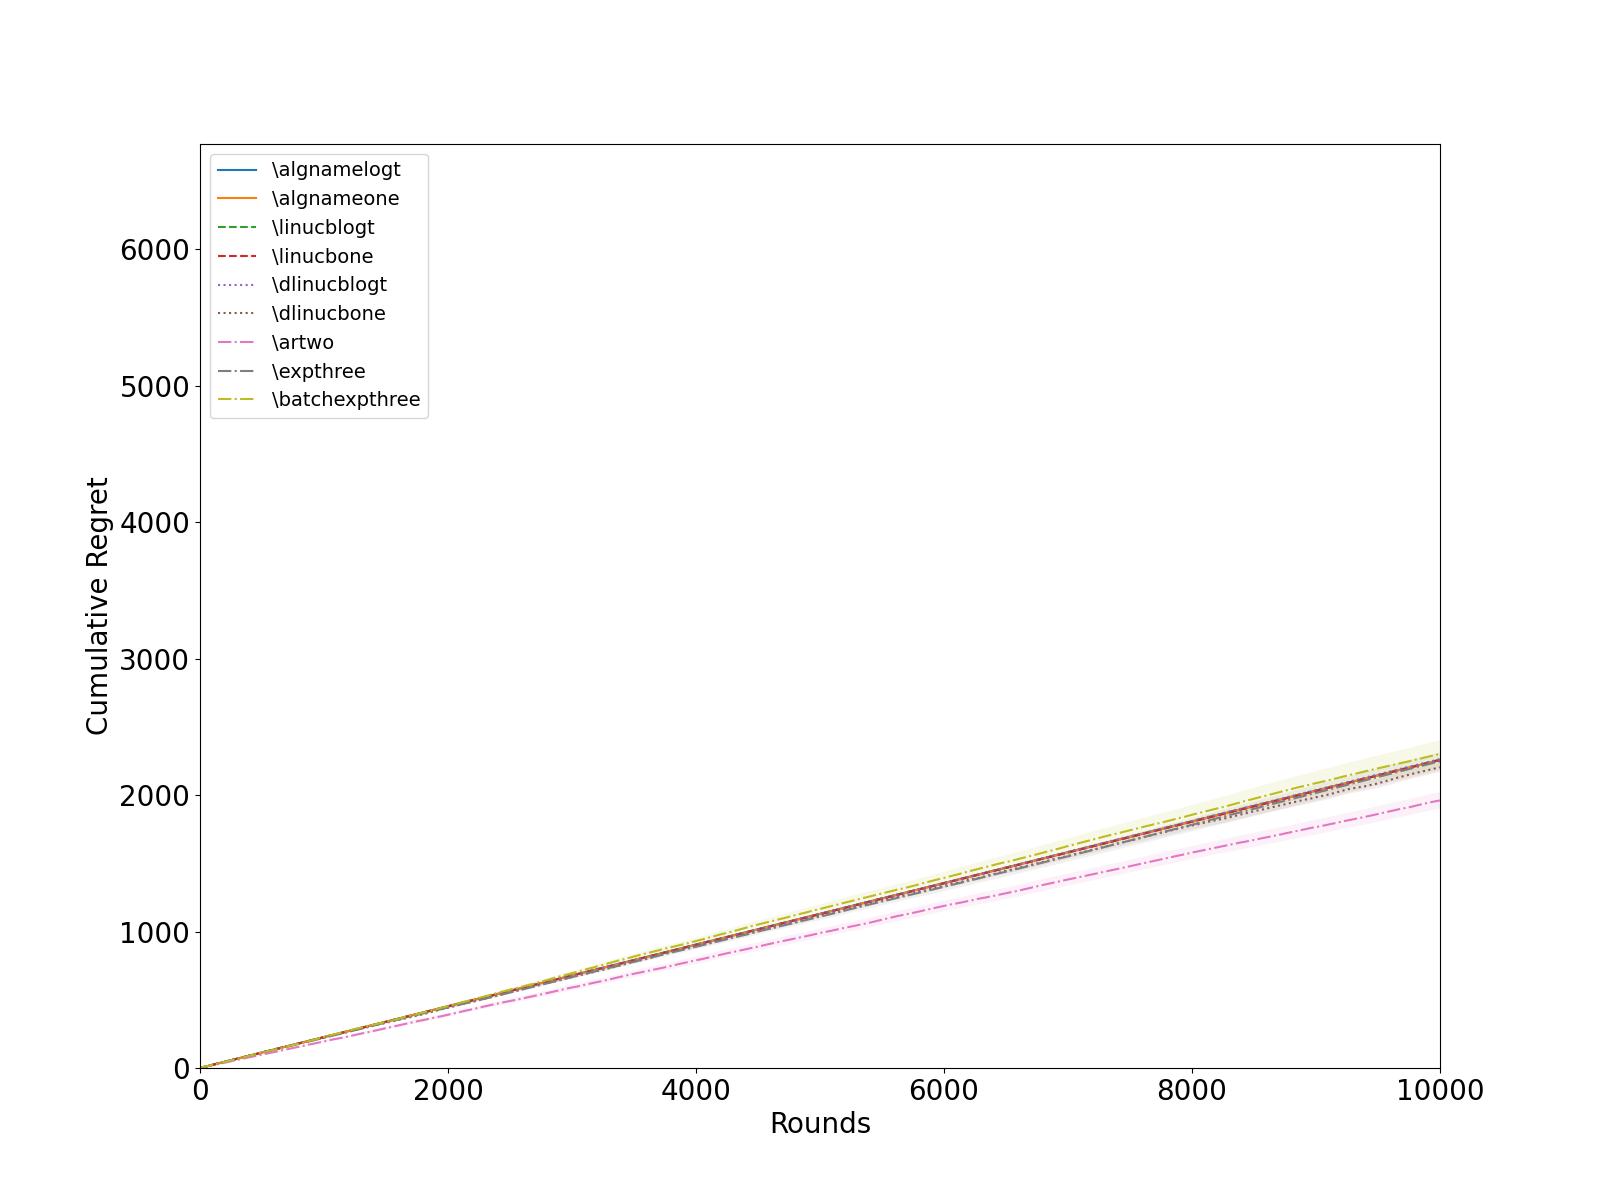 \algnamelogt
\algnameone
\linucblogt
\linucbone
\dlinucblogt
\dlinucbone
\artwo
\expthree
\batchexpthree
Cumulative Regret
6000
5000
4000
3000
2000
1000
0
0 2000 4000 6000 8000 10000
Rounds